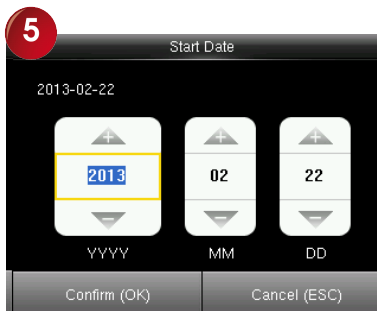 5
Start Date
2013-02-22
+ + +
2013 02 22
- - -
YYYY MM DD
Confirm (OK) Cancel (ESC)